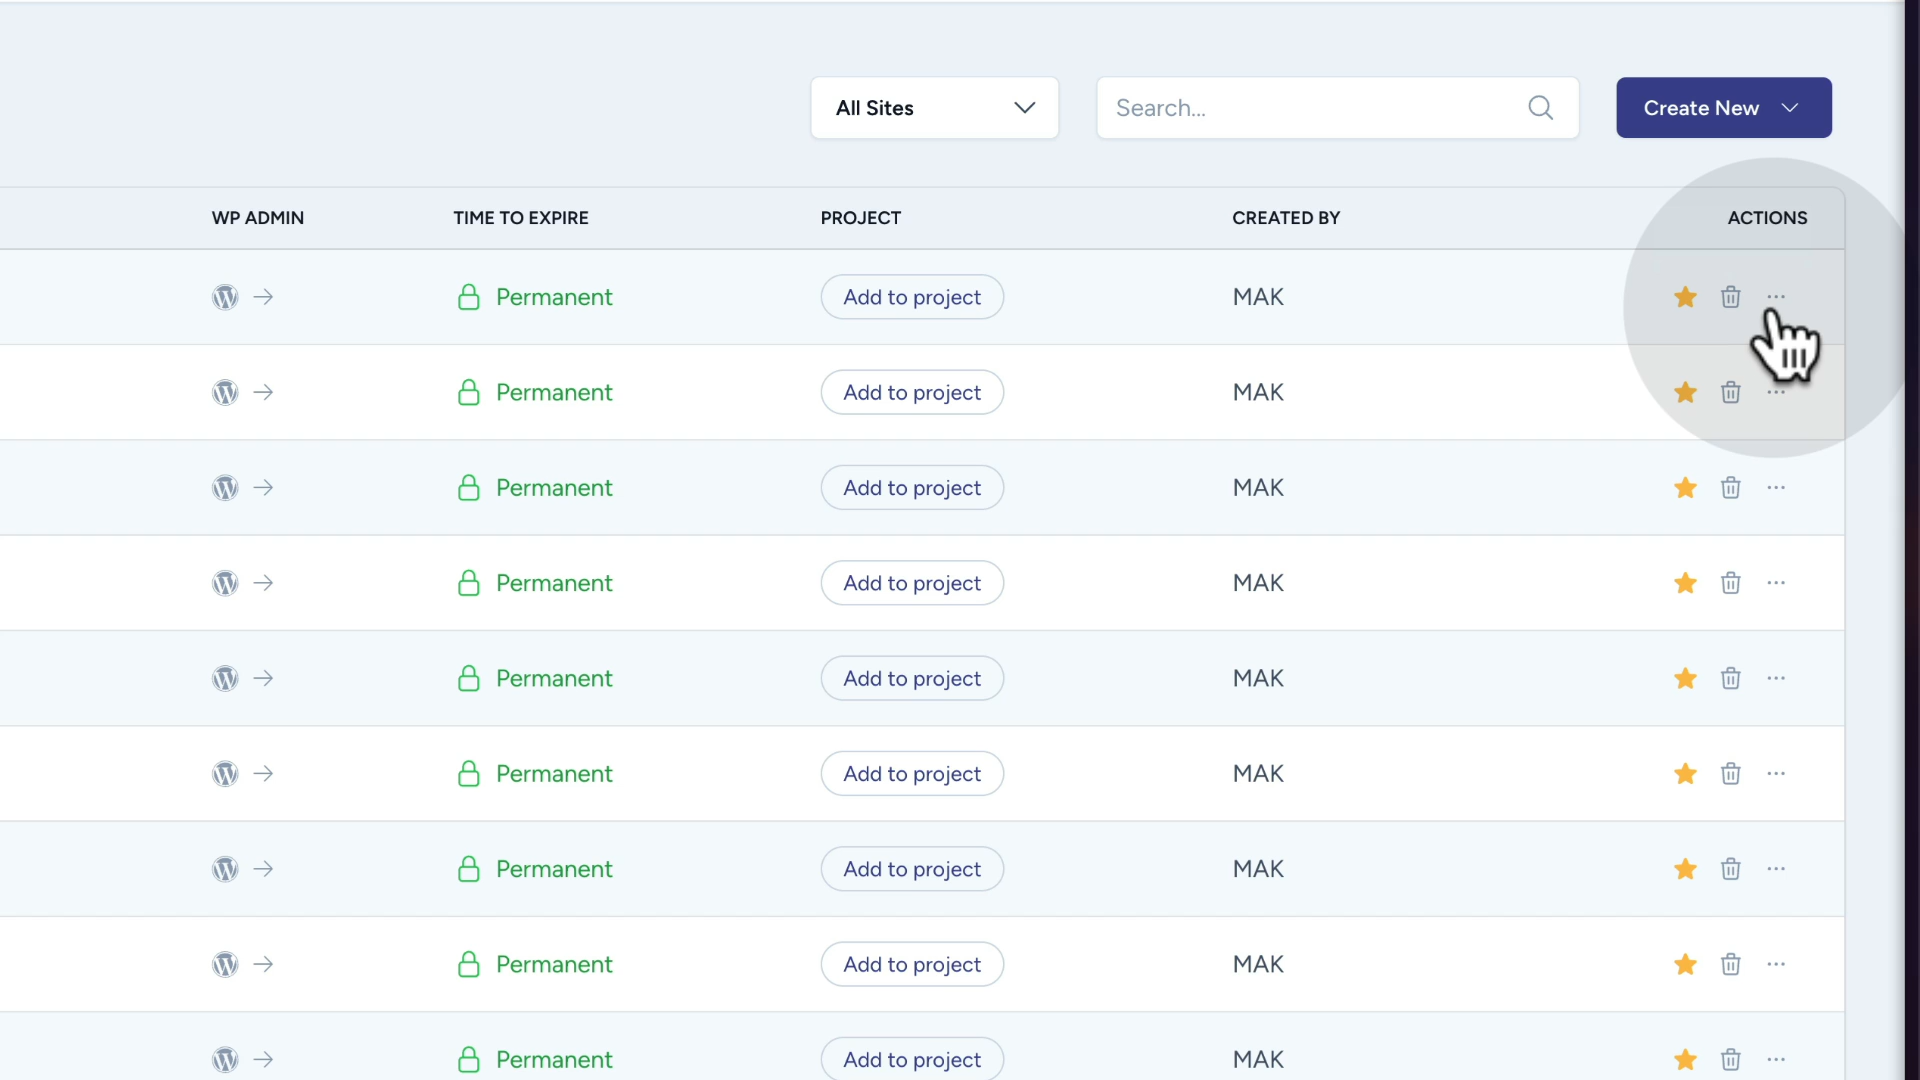 All Sites
Search...
Create New
WP ADMIN TIME TO EXPIRE PROJECT CREATED BY ACTIONS
Permanent Add to project MAK
Permanent Add to project MAK
Permanent Add to project MAK
Permanent Add to project MAK
Permanent Add to project MAK
Permanent Add to project MAK
Permanent Add to project MAK
Permanent Add to project MAK
Permanent Add to project MAK